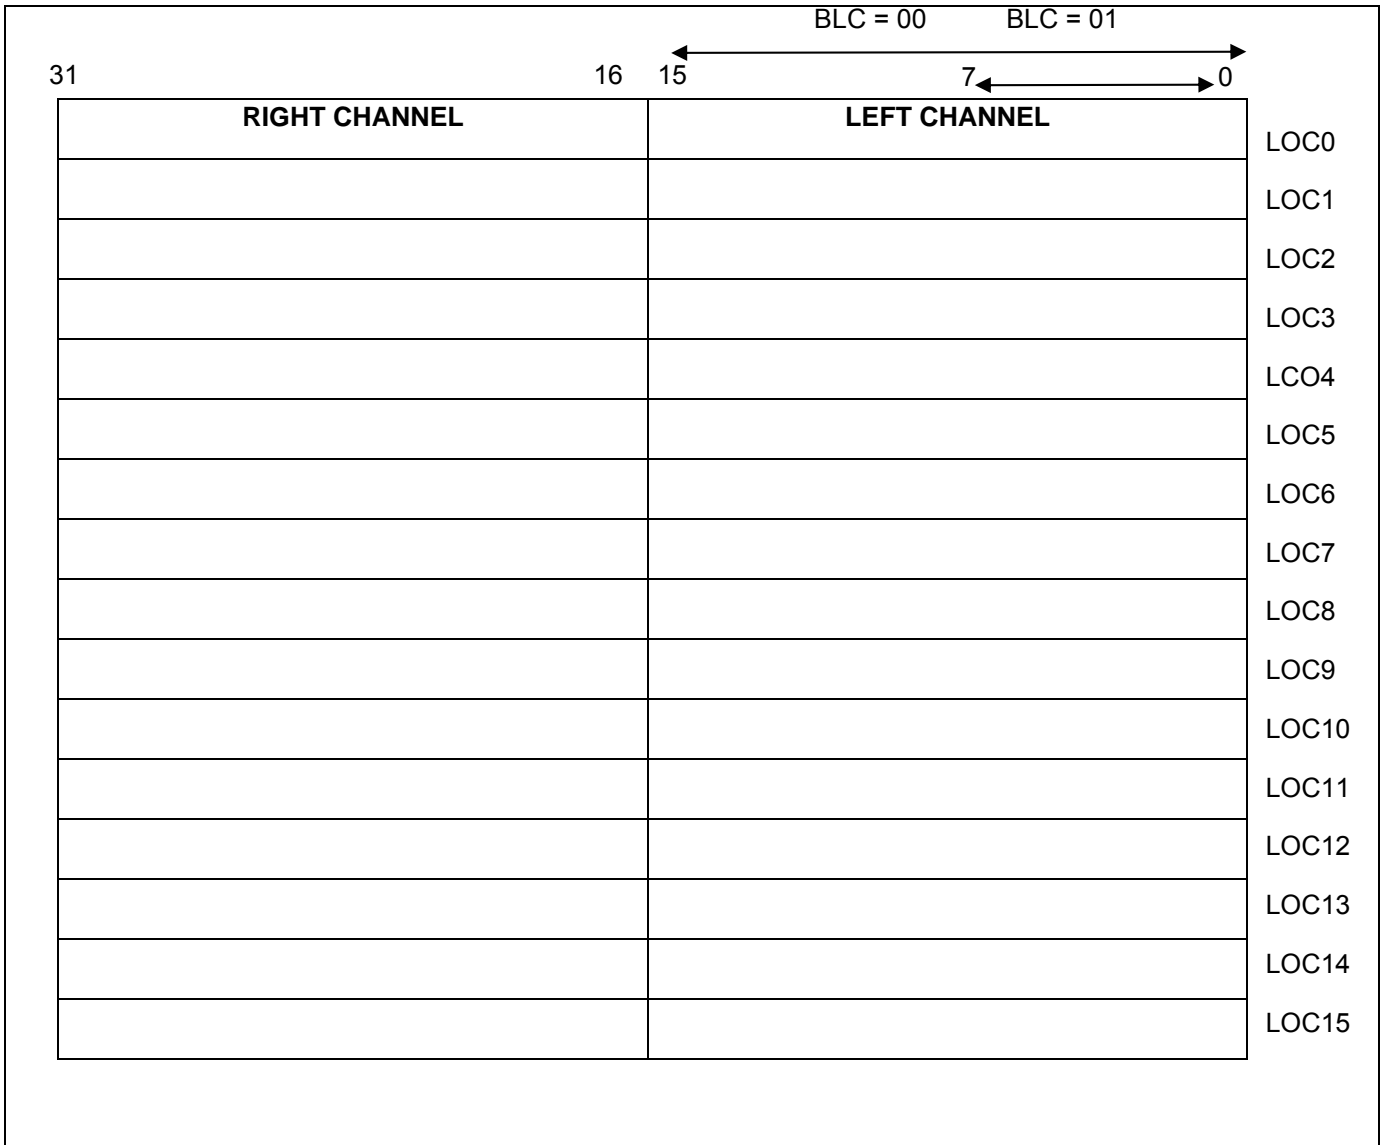 BLC = 00 BLC = 01
31 16 15 7 0
RIGHT CHANNEL LEFT CHANNEL
LOC0
LOC1
LOC2
LOC3
LCO4
LOC5
LOC6
LOC7
LOC8
LOC9
LOC10
LOC11
LOC12
LOC13
LOC14
LOC15